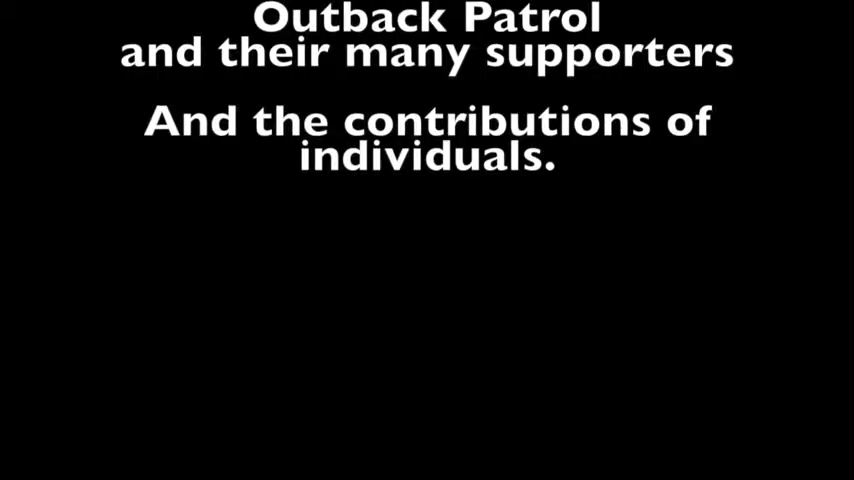 Outback Patrol
and their many supporters
And the contributions of
individuals.